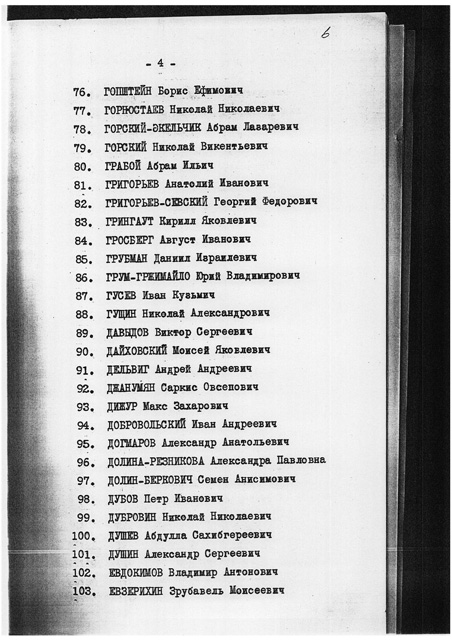 6
- 4 -
76. ГОПШТЕЙН Борис Ефимович
77. ГОРНОСТАЕВ Николай Николаевич
78. ГОРСКИЙ-ЭКЕЛЬЧИК Абрам Лазаревич
79. ГОРСКИЙ Николай Викентьевич
80. ГРАБОЙ Абрам Ильич
81. ГРИГОРЬЕВ Анатолий Иванович
82. ГРИГОРЬЕВ-СЕВСКИЙ Георгий Федорович
83. ГРИНГАУТ Кирилл Яковлевич
84. ГРОСБЕРГ Август Иванович
85. ГРУБМАН Даниил Израилевич
86. ГРУМ-ГРЖИМАЙЛО Юрий Владимирович
87. ГУСЕВ Иван Кузьмич
88. ГУЩИН Николай Александрович
89. ДАВЫДОВ Виктор Сергеевич
90. ДАЙХОВСКИЙ Моисей Яковлевич
91. ДЕЛЬВИГ Андрей Андреевич
92. ДЖАНУМЯН Саркис Овсепович
93. ДИЖУР Макс Захарович
94. ДОБРОВОЛЬСКИЙ Иван Андреевич
95. ДОГМАРОВ Александр Анатольевич
96. ДОЛИНА-РЕЗНИКОВА Александра Павловна
97. ДОЛИН-БЕРКОВИЧ Семен Анисимович
98. ДУБОВ Петр Иванович
99. ДУБРОВИН Николай Николаевич
100. ДУШЕВ Абдулла Сахибгереевич
101. ДУШИН Александр Сергеевич
102. ЕВДОКИМОВ Владимир Антонович
103. ЕВЗЕРИХИН Зрубавель Моисеевич